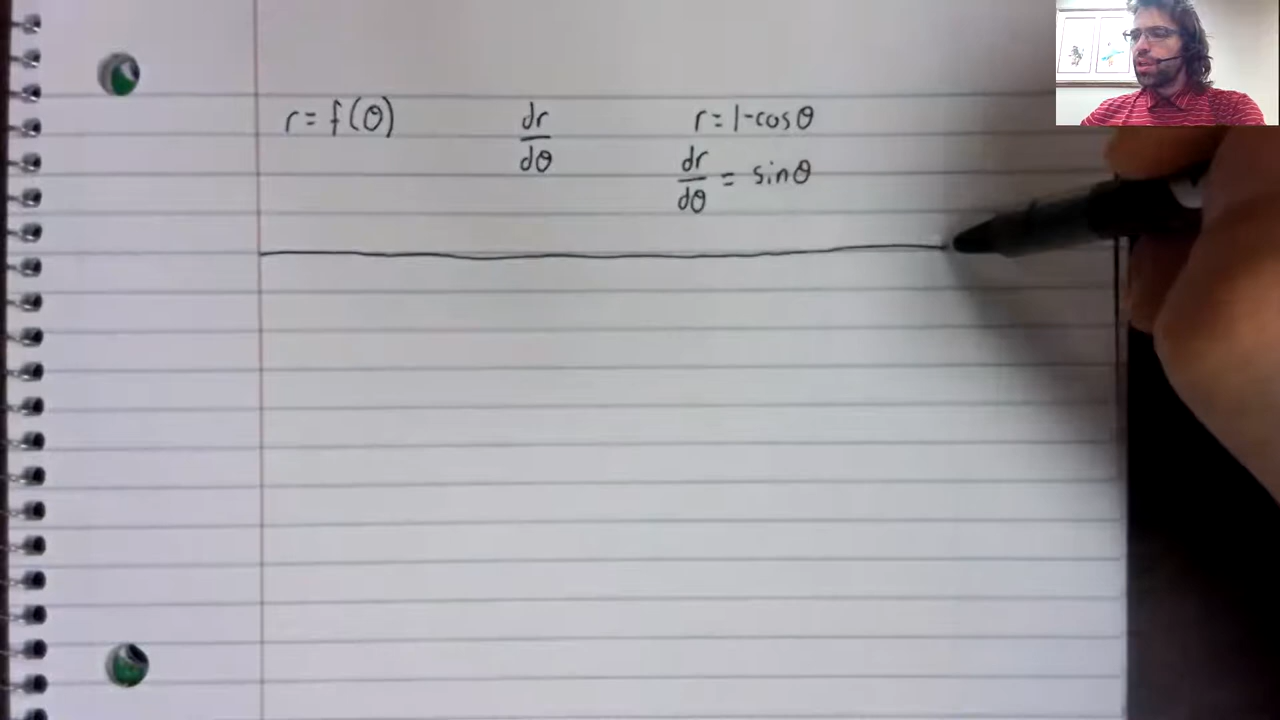 r = f(θ)
dr/dθ
r = 1-cosθ
dr/dθ = sinθ